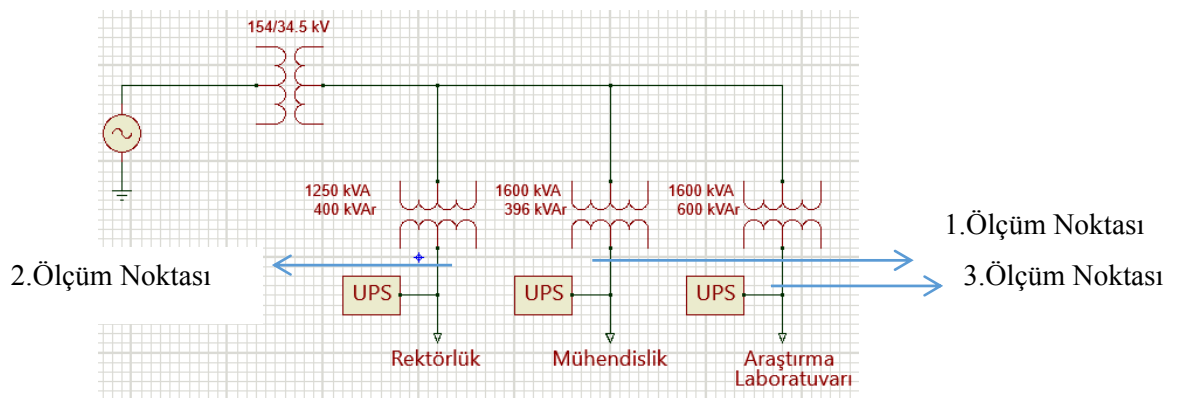 154/34.5 kV
1250 kVA
400 kVAr
1600 kVA
396 kVAr
1600 kVA
600 kVAr
1.Ölçüm Noktası
2.Ölçüm Noktası
3.Ölçüm Noktası
UPS
UPS
UPS
Rektörlük
Mühendislik
Araştırma
Laboratuvarı